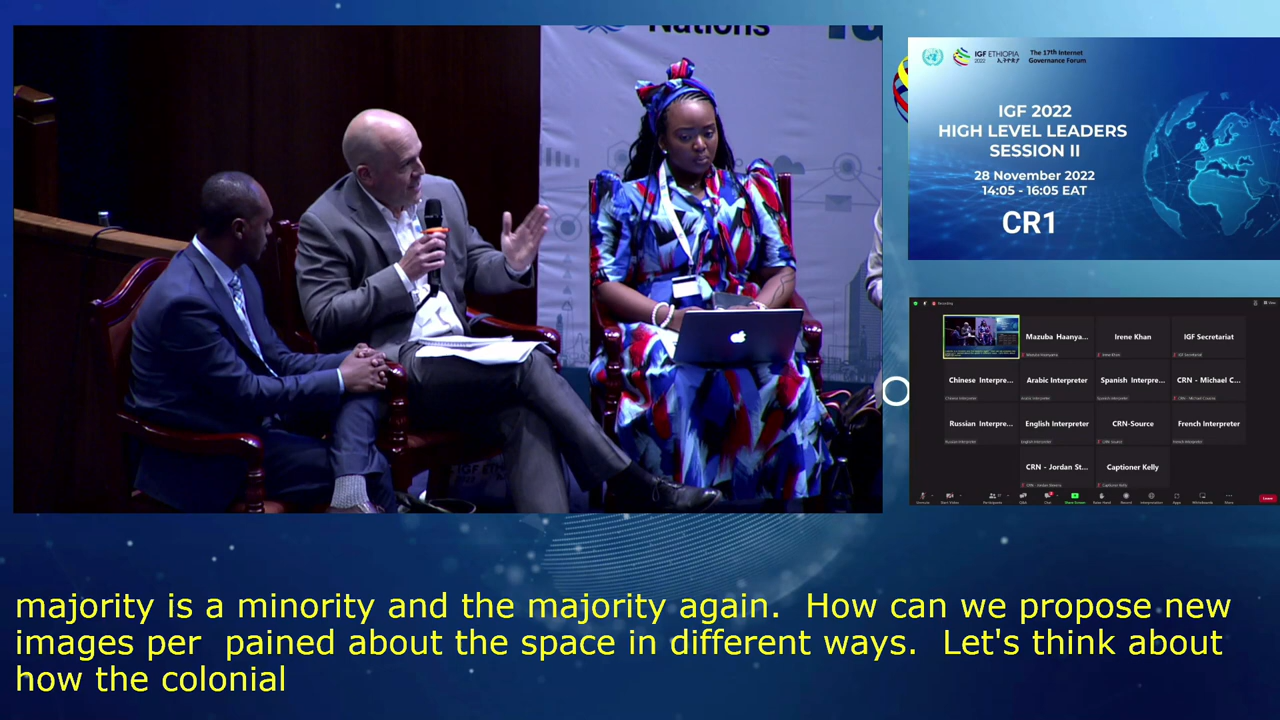 Nations
IGF ETHIOPIA
2022 ኢትዮጵያ
The 17th Internet
Governance Forum
IGF 2022
HIGH LEVEL LEADERS
SESSION II
28 November 2022
14:05 - 16:05 EAT
CR1
Recording
Mazuba Haanya...
Irene Khan
IGF Secretariat
Chinese Interpre...
Arabic Interpreter
Spanish Interpre...
CRN - Michael C...
Russian Interpre...
English Interpreter
CRN-Source
French Interpreter
CRN - Jordan St...
Captioner Kelly
majority is a minority and the majority again.  How can we propose new
images per  pained about the space in different ways.  Let's think about
how the colonial